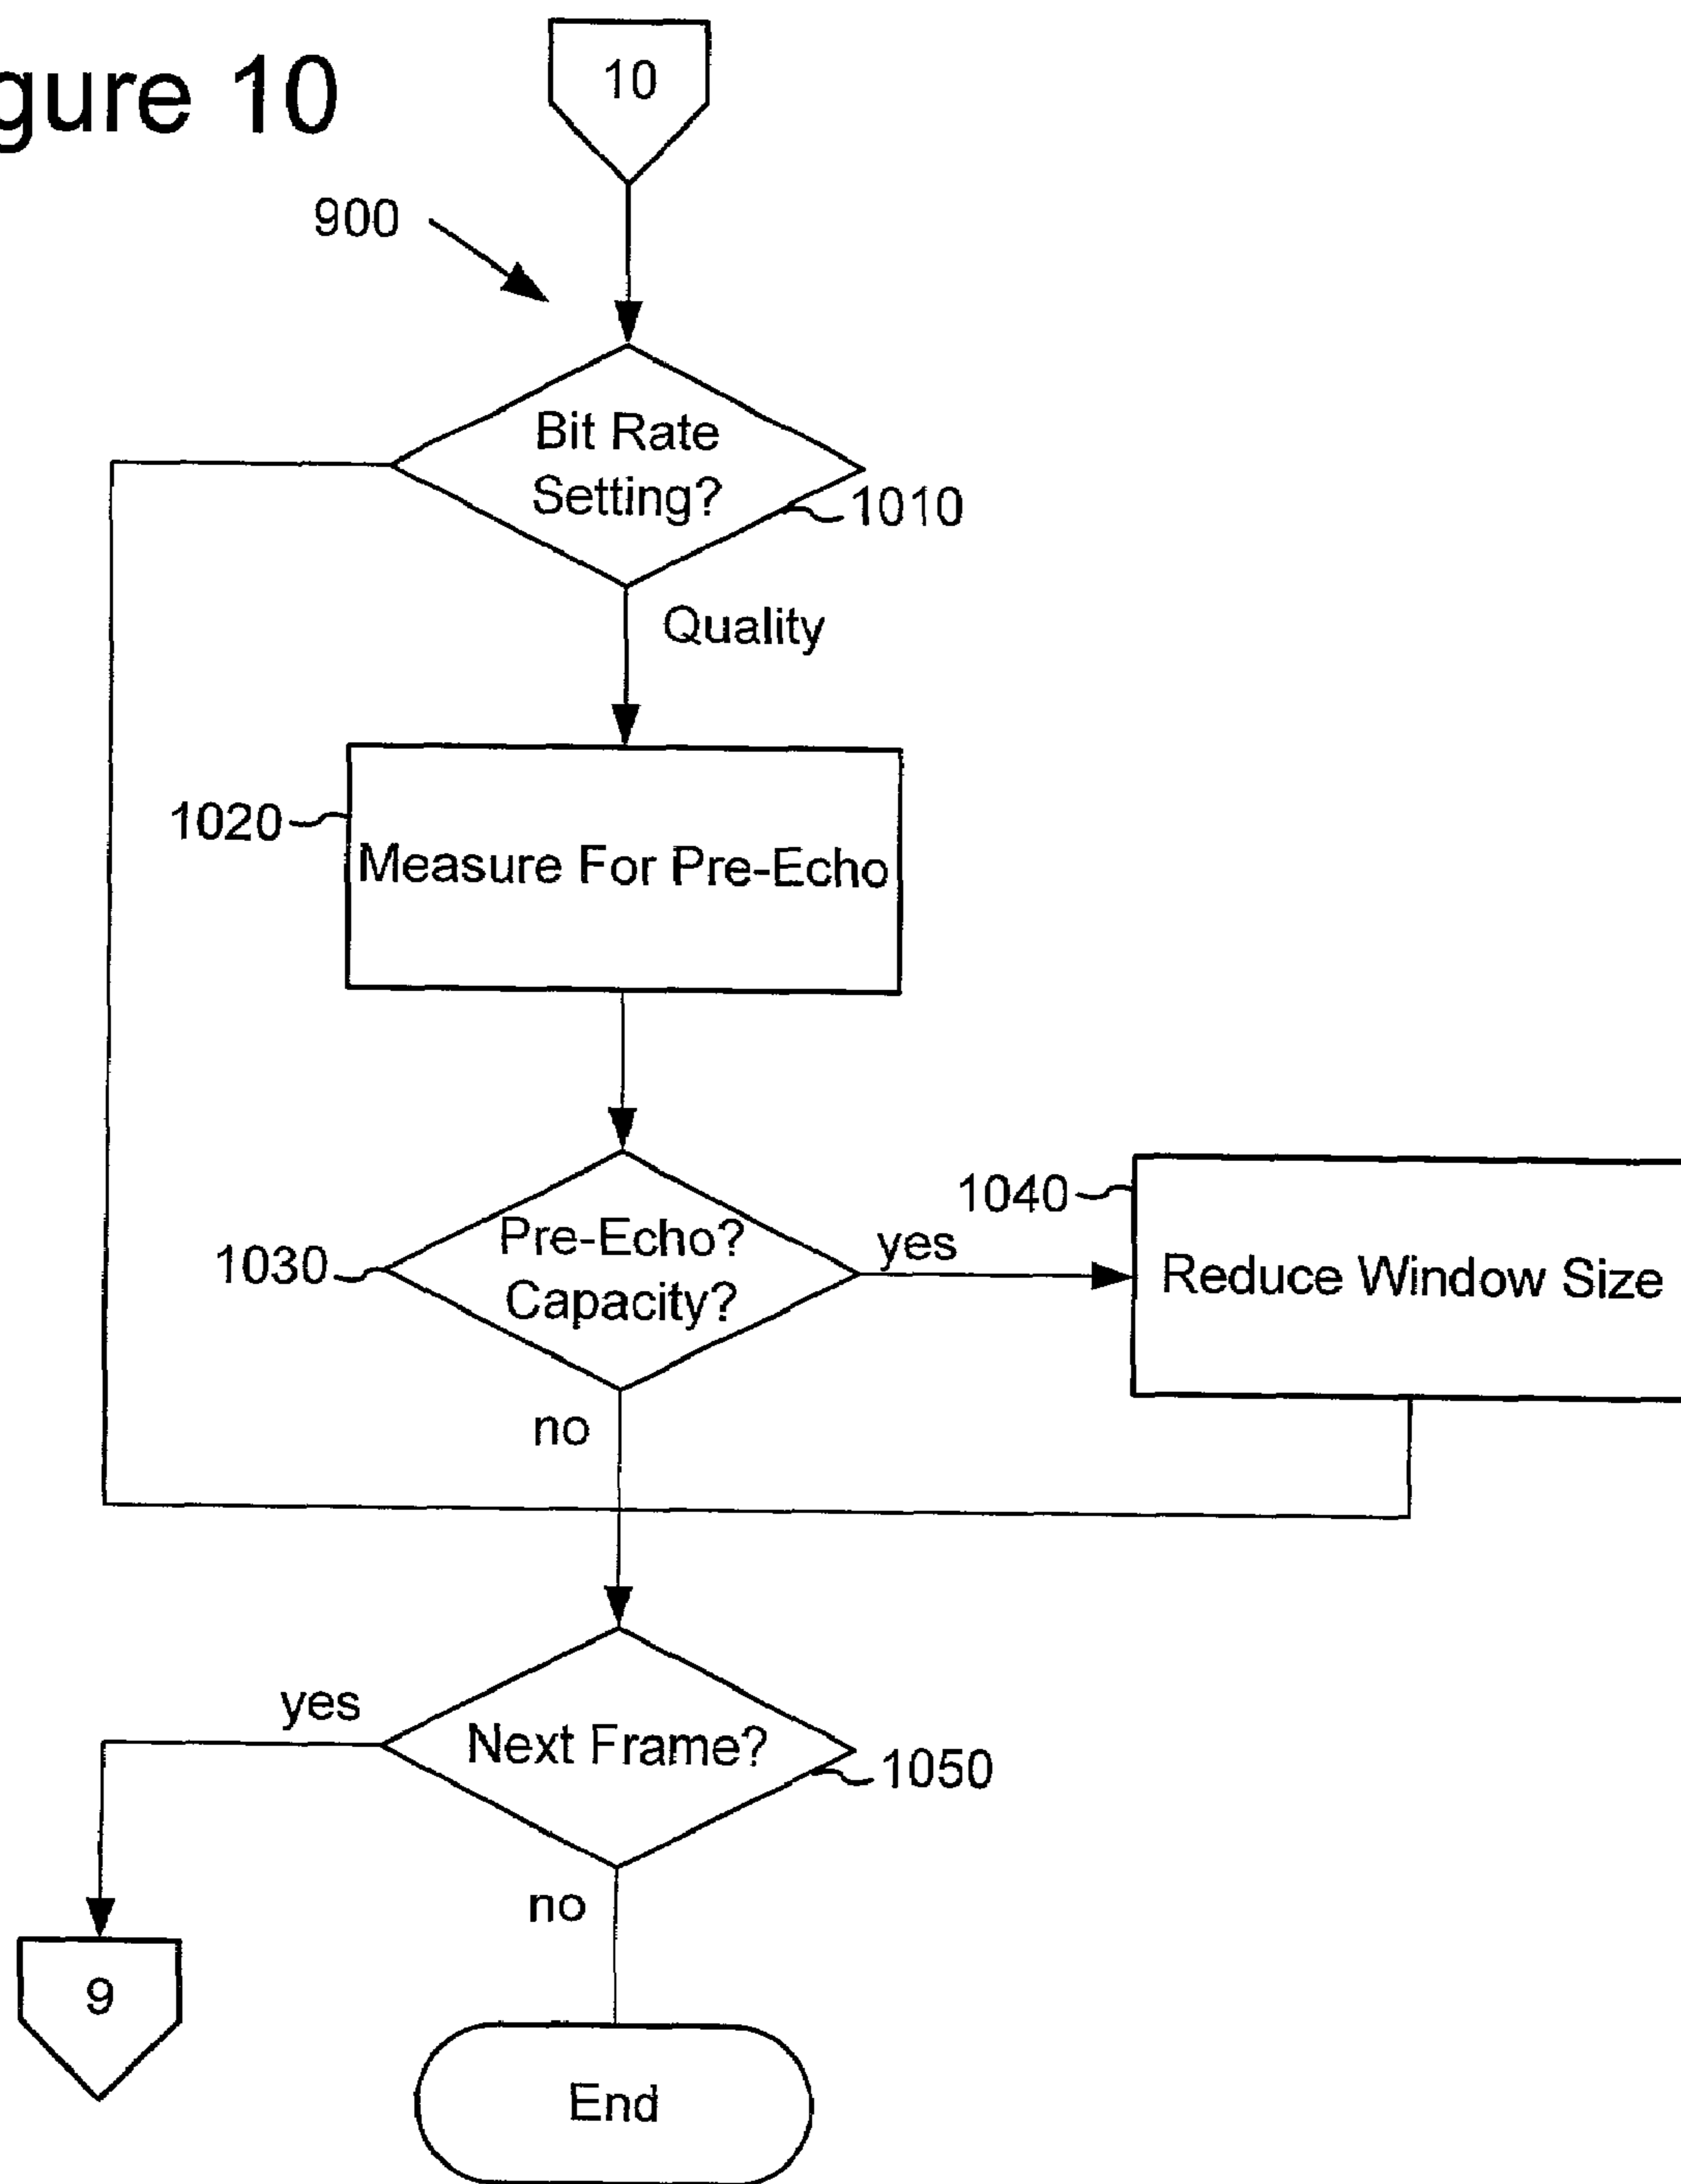 gure 10
10
900
Bit Rate
Setting?
1010
Quality
1020
Measure For Pre-Echo
1040
Pre-Echo?
Capacity?
1030
yes
Reduce Window Size
no
yes
Next Frame?
1050
no
9
End